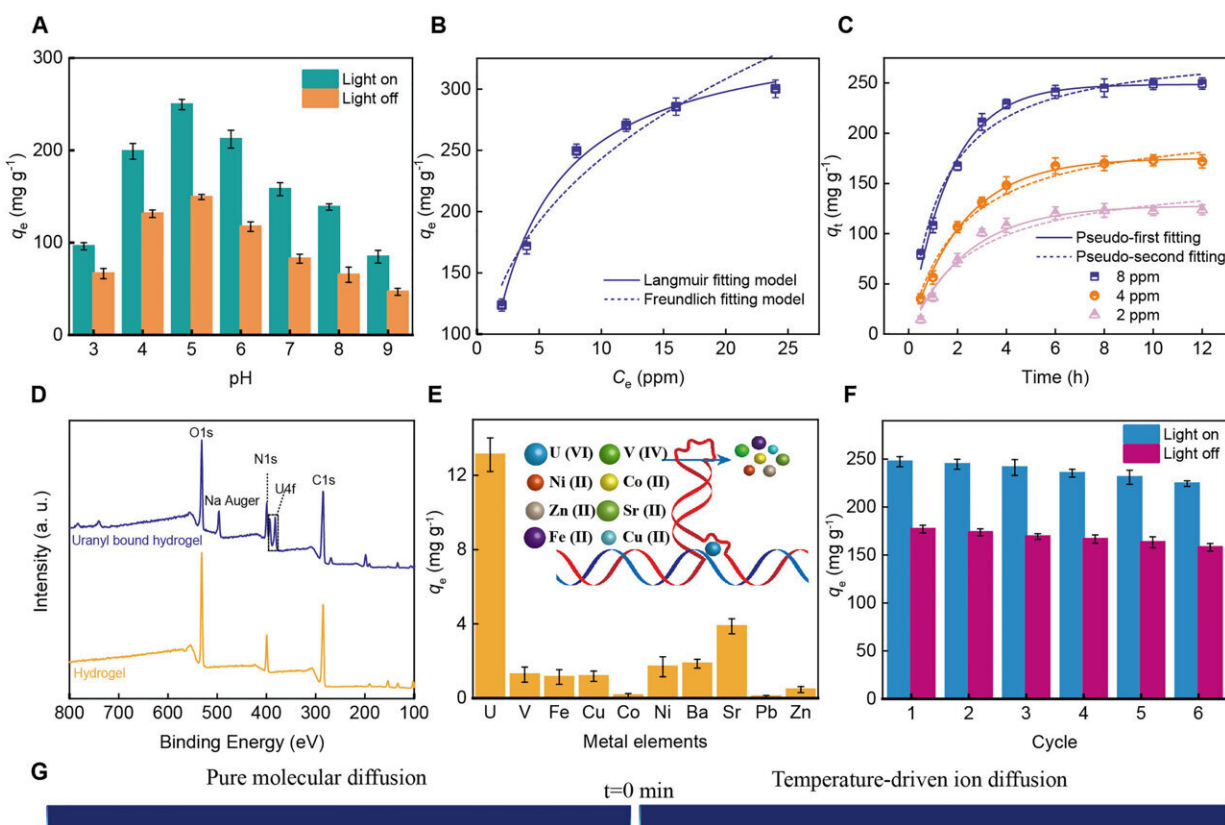 A
300
200
100
0
qe (mg g-1)
Light on
Light off
3 4 5 6 7 8 9
pH
B
300
250
200
150
100
qe (mg g-1)
Langmuir fitting model
Freundlich fitting model
0 5 10 15 20 25
Ce (ppm)
C
250
200
150
100
50
0
qt (mg g-1)
Pseudo-first fitting
Pseudo-second fitting
8 ppm
4 ppm
2 ppm
0 2 4 6 8 10 12
Time (h)
D
Intensity (a. u.)
O1s
N1s
Na Auger
U4f
C1s
Uranyl bound hydrogel
Hydrogel
800 700 600 500 400 300 200 100
Binding Energy (eV)
E
12
8
4
0
qe (mg g-1)
U (VI) V (IV)
Ni (II) Co (II)
Zn (II) Sr (II)
Fe (II) Cu (II)
U V Fe Cu Co Ni Ba Sr Pb Zn
Metal elements
F
Light on
Light off
250
200
150
100
50
0
qe (mg g-1)
1 2 3 4 5 6
Cycle
G
Pure molecular diffusion
t=0 min
Temperature-driven ion diffusion